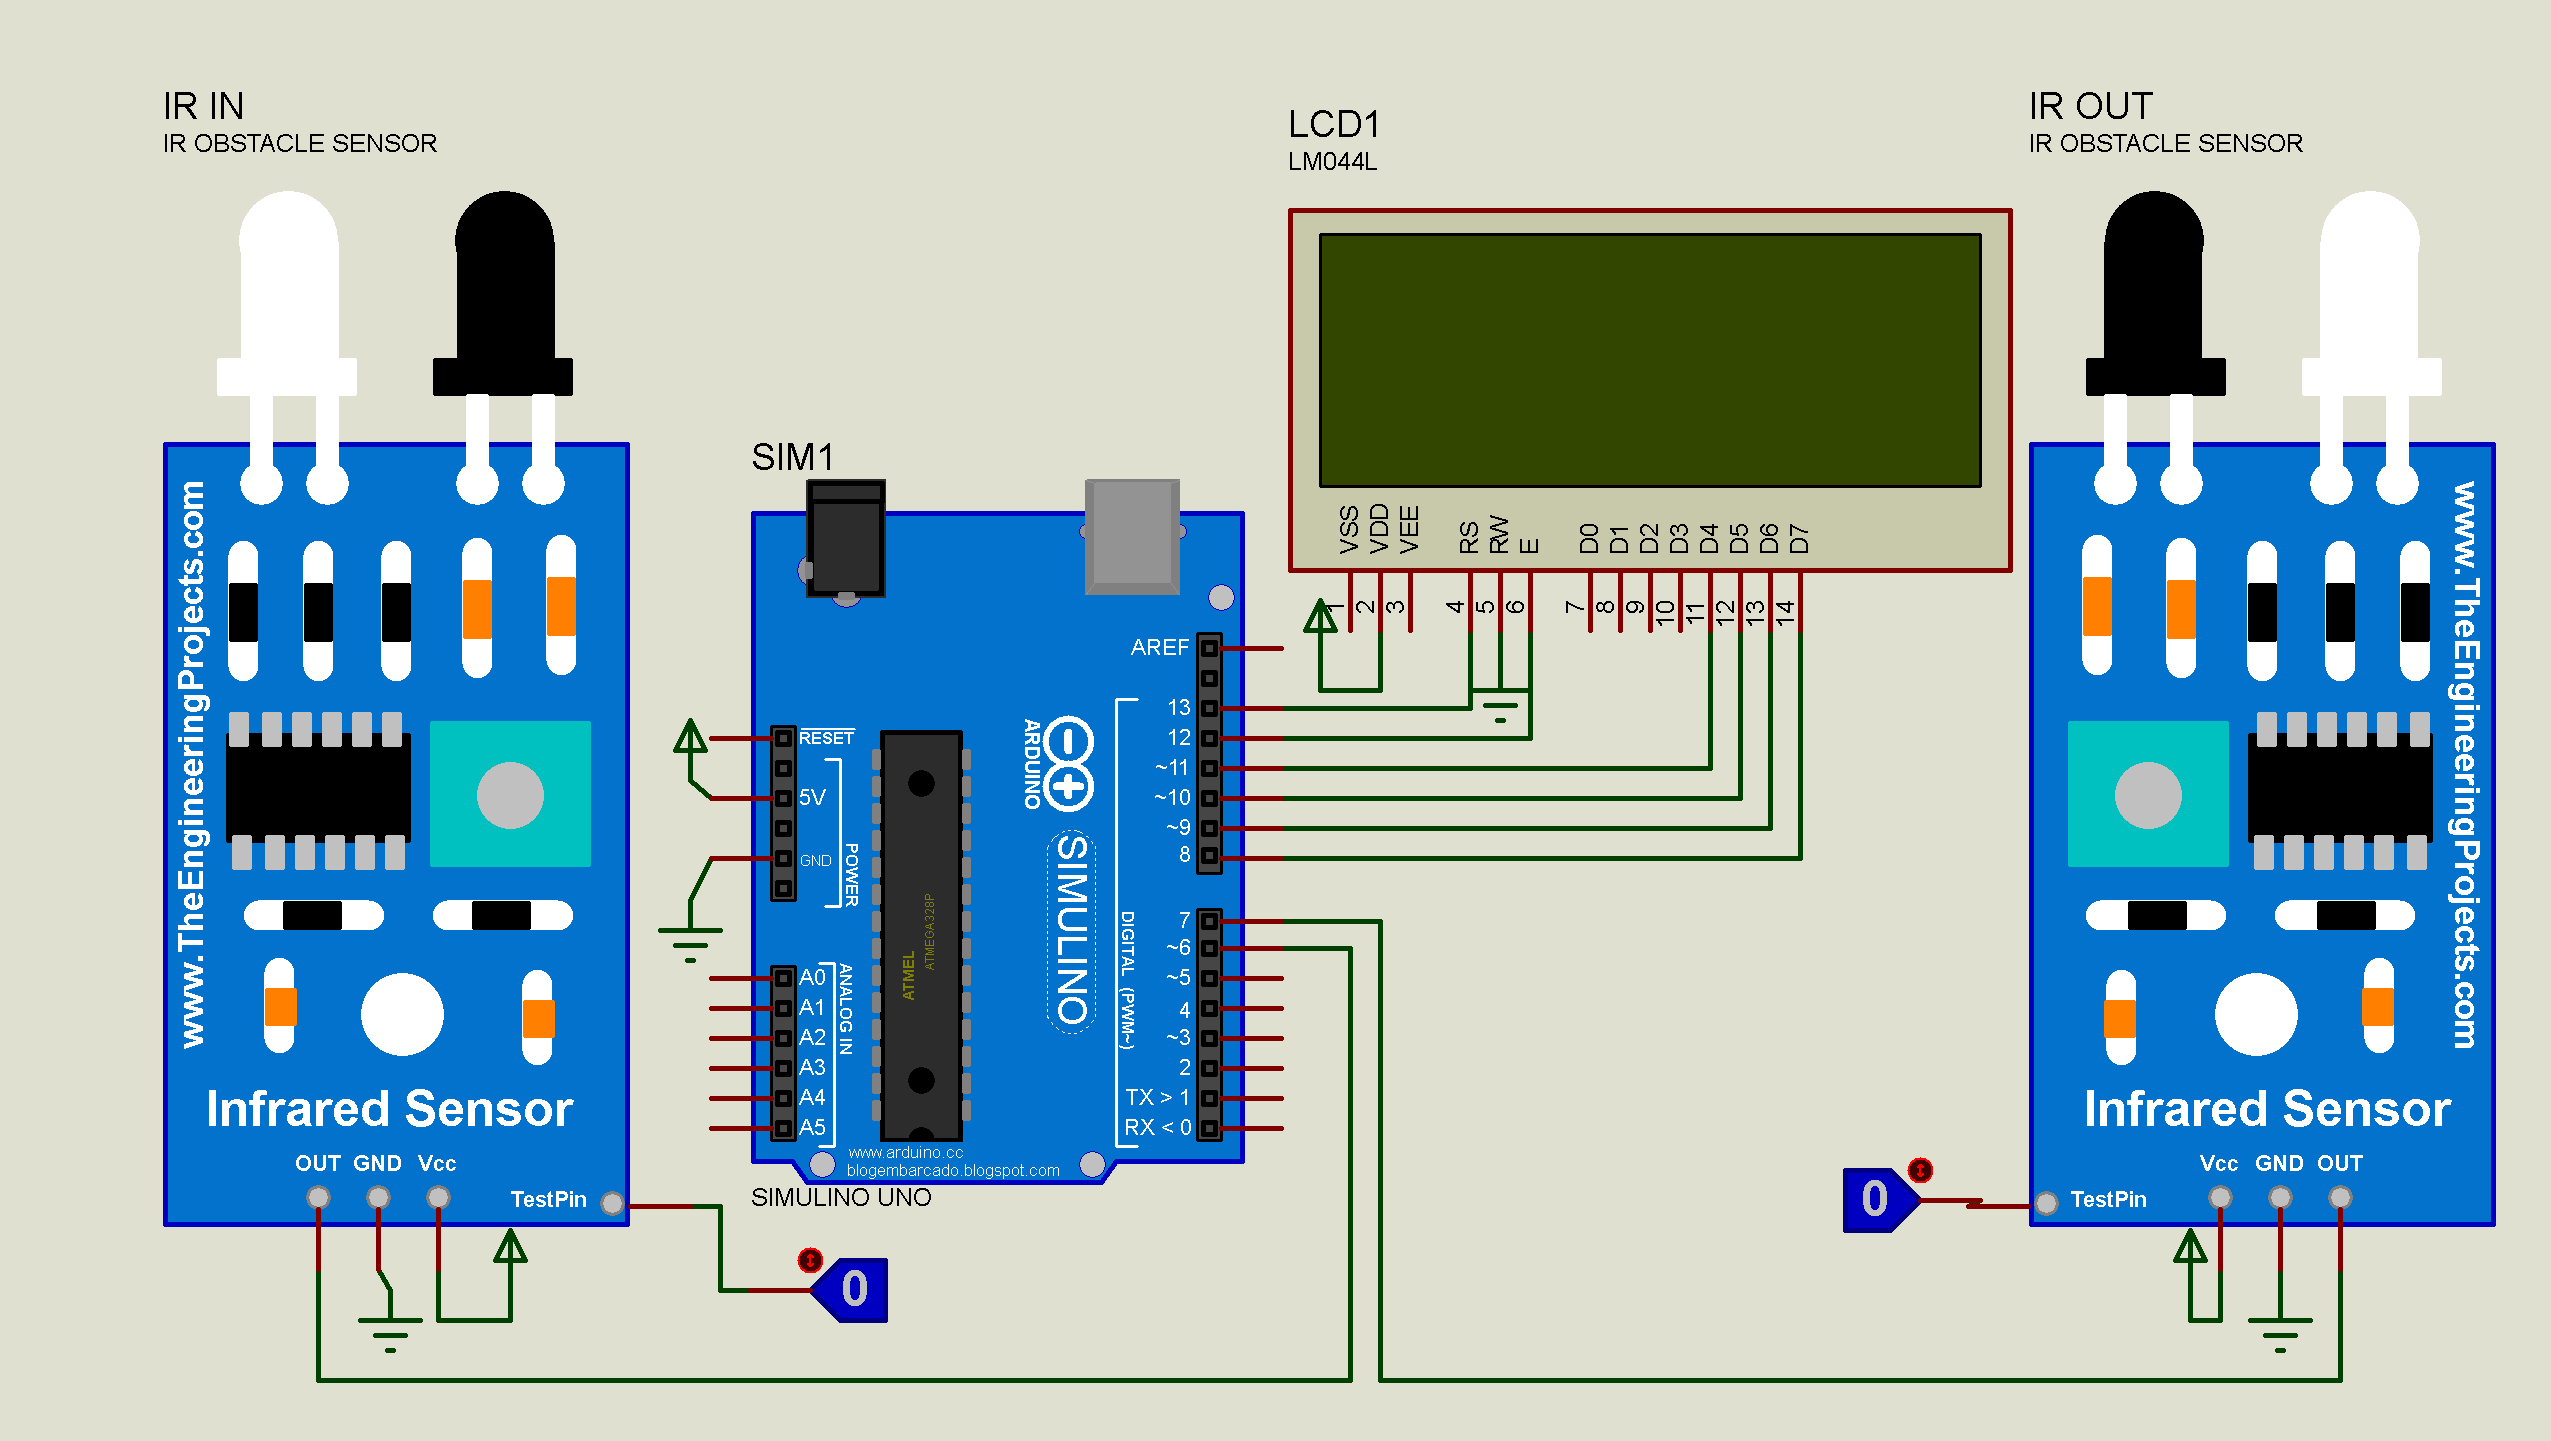 IR IN
IR OBSTACLE SENSOR
www.TheEngineeringProjects.com
Infrared Sensor
OUT GND Vcc
TestPin
0
SIM1
RESET
5V
GND
POWER
A0
A1
A2
A3
A4
A5
ANALOG IN
ATMEL
ATMEGA328P
ARDUINO
SIMULINO
AREF
13
12
~11
~10
~9
8
7
~6
~5
4
~3
2
TX > 1
RX < 0
DIGITAL (PWM~)
www.arduino.cc
blogembarcado.blogspot.com
SIMULINO UNO
LCD1
LM044L
VSS VDD VEE RS RW E D0 D1 D2 D3 D4 D5 D6 D7
1 2 3 4 5 6 7 8 9 10 11 12 13 14
IR OUT
IR OBSTACLE SENSOR
www.TheEngineeringProjects.com
Infrared Sensor
Vcc GND OUT
TestPin
0